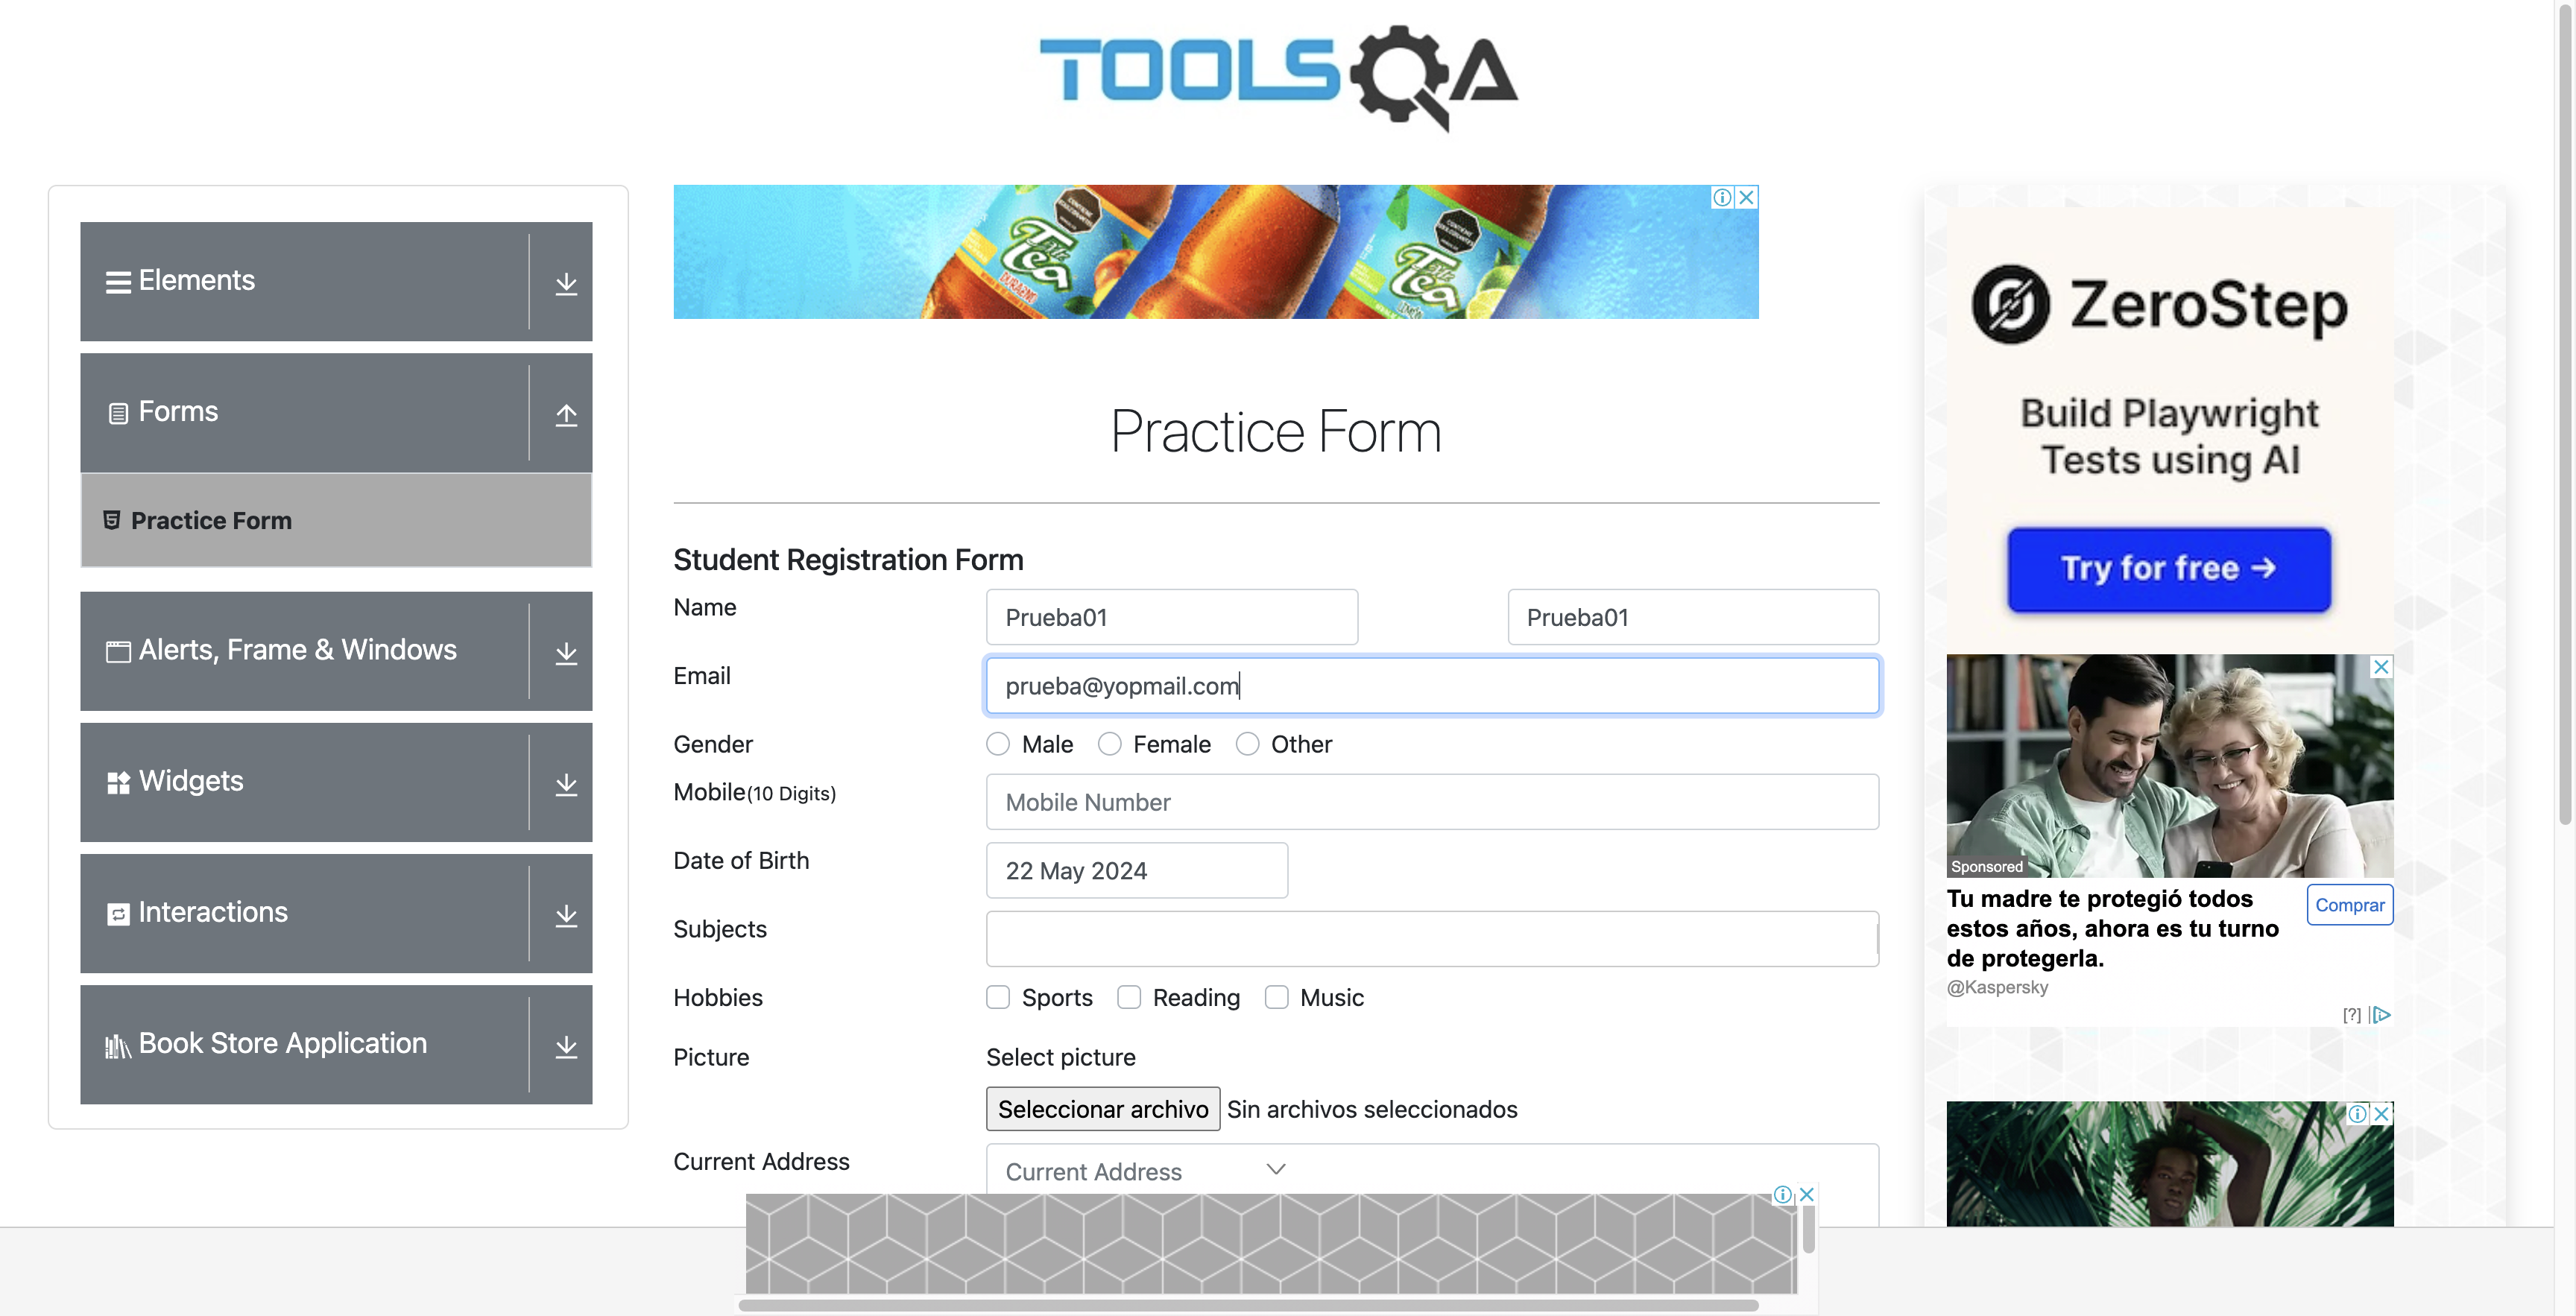 TOOLSQA
Elements
Forms
Practice Form
Alerts, Frame & Windows
Widgets
Interactions
Book Store Application
Tea
DURAZNO
Tea
Practice Form
Student Registration Form
Name
Prueba01
Prueba01
Email
prueba@yopmail.com
Gender
Male
Female
Other
Mobile(10 Digits)
Mobile Number
Date of Birth
22 May 2024
Subjects
Hobbies
Sports
Reading
Music
Picture
Select picture
Seleccionar archivo
Sin archivos seleccionados
Current Address
Current Address
ZeroStep
Build Playwright
Tests using AI
Try for free →
Sponsored
Tu madre te protegió todos
estos años, ahora es tu turno
de protegerla.
Comprar
@Kaspersky
[?]